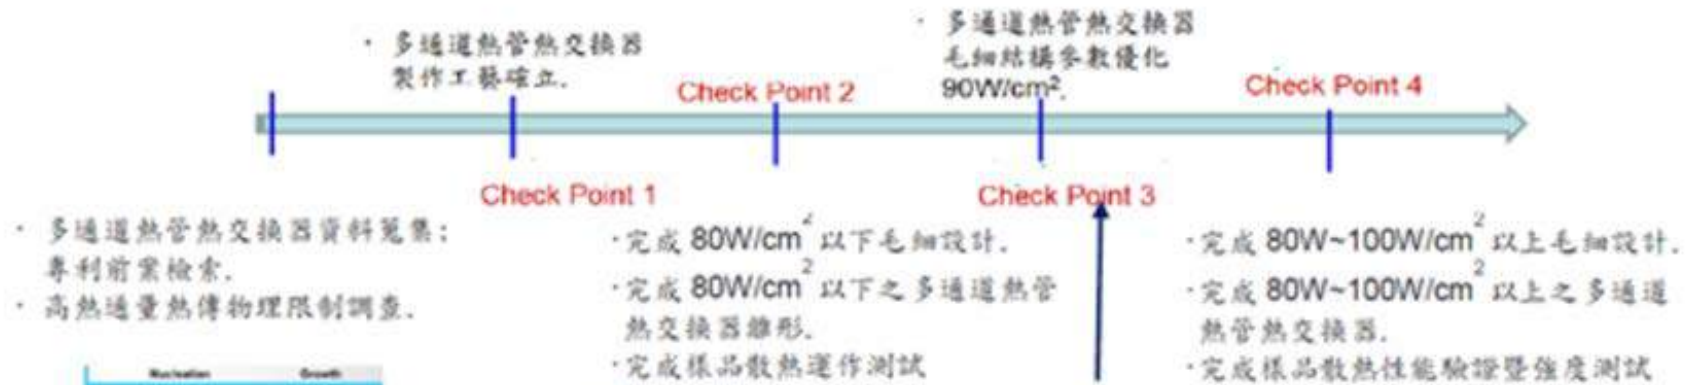 · 多通道熱管熱交換器
製作工藝確立.
· 多通道熱管熱交換器
毛細結構參數優化
90W/cm².
Check Point 2
Check Point 4
Check Point 1
Check Point 3
· 多通道熱管熱交換器資料蒐集;
專利前案檢索.
· 高熱通量熱傳物理限制調查.
·完成 80W/cm² 以下毛細設計.
·完成 80W/cm² 以下之多通道熱管
熱交換器雛形.
·完成樣品散熱運作測試
·完成 80W~100W/cm² 以上毛細設計.
·完成 80W~100W/cm² 以上之多通道
熱管熱交換器.
·完成樣品散熱性能驗證暨強度測試
Nucleation
Growth